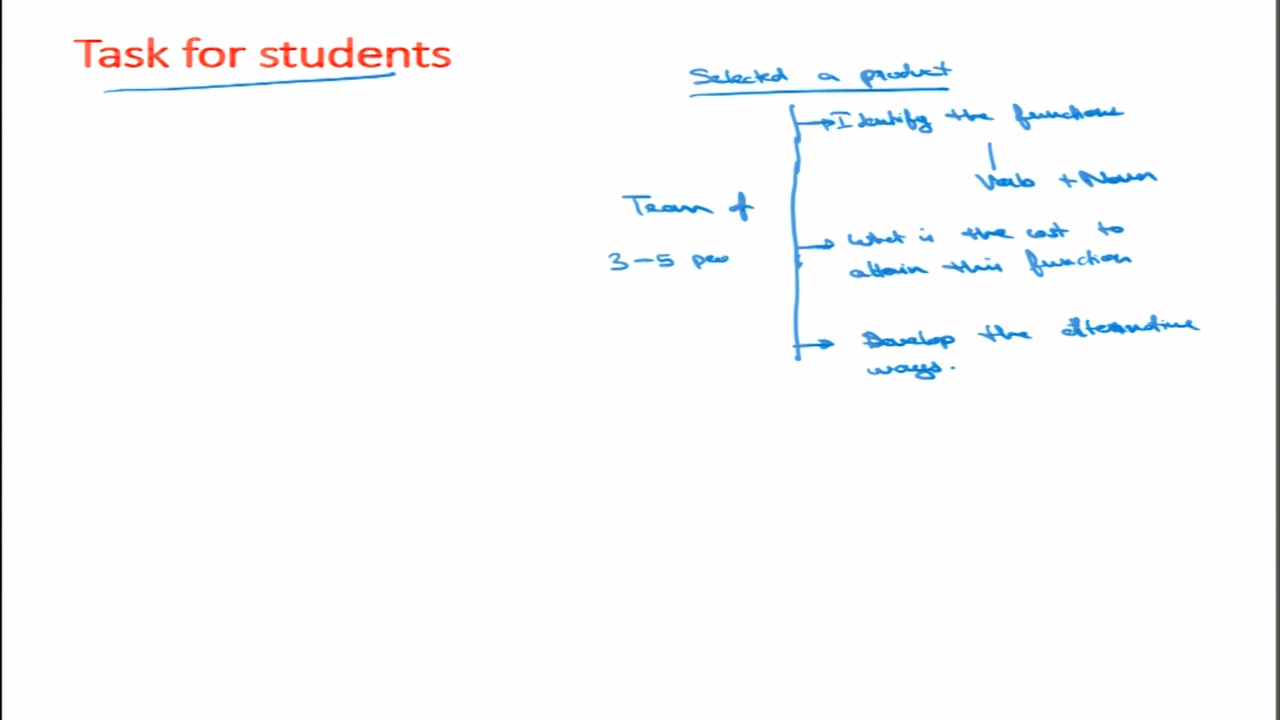 Task for students
Selected a product
Identify the functions
Verb + Noun
Team of
3-5 peo
What is the cost to
attain this function
Develop the alternative
ways.